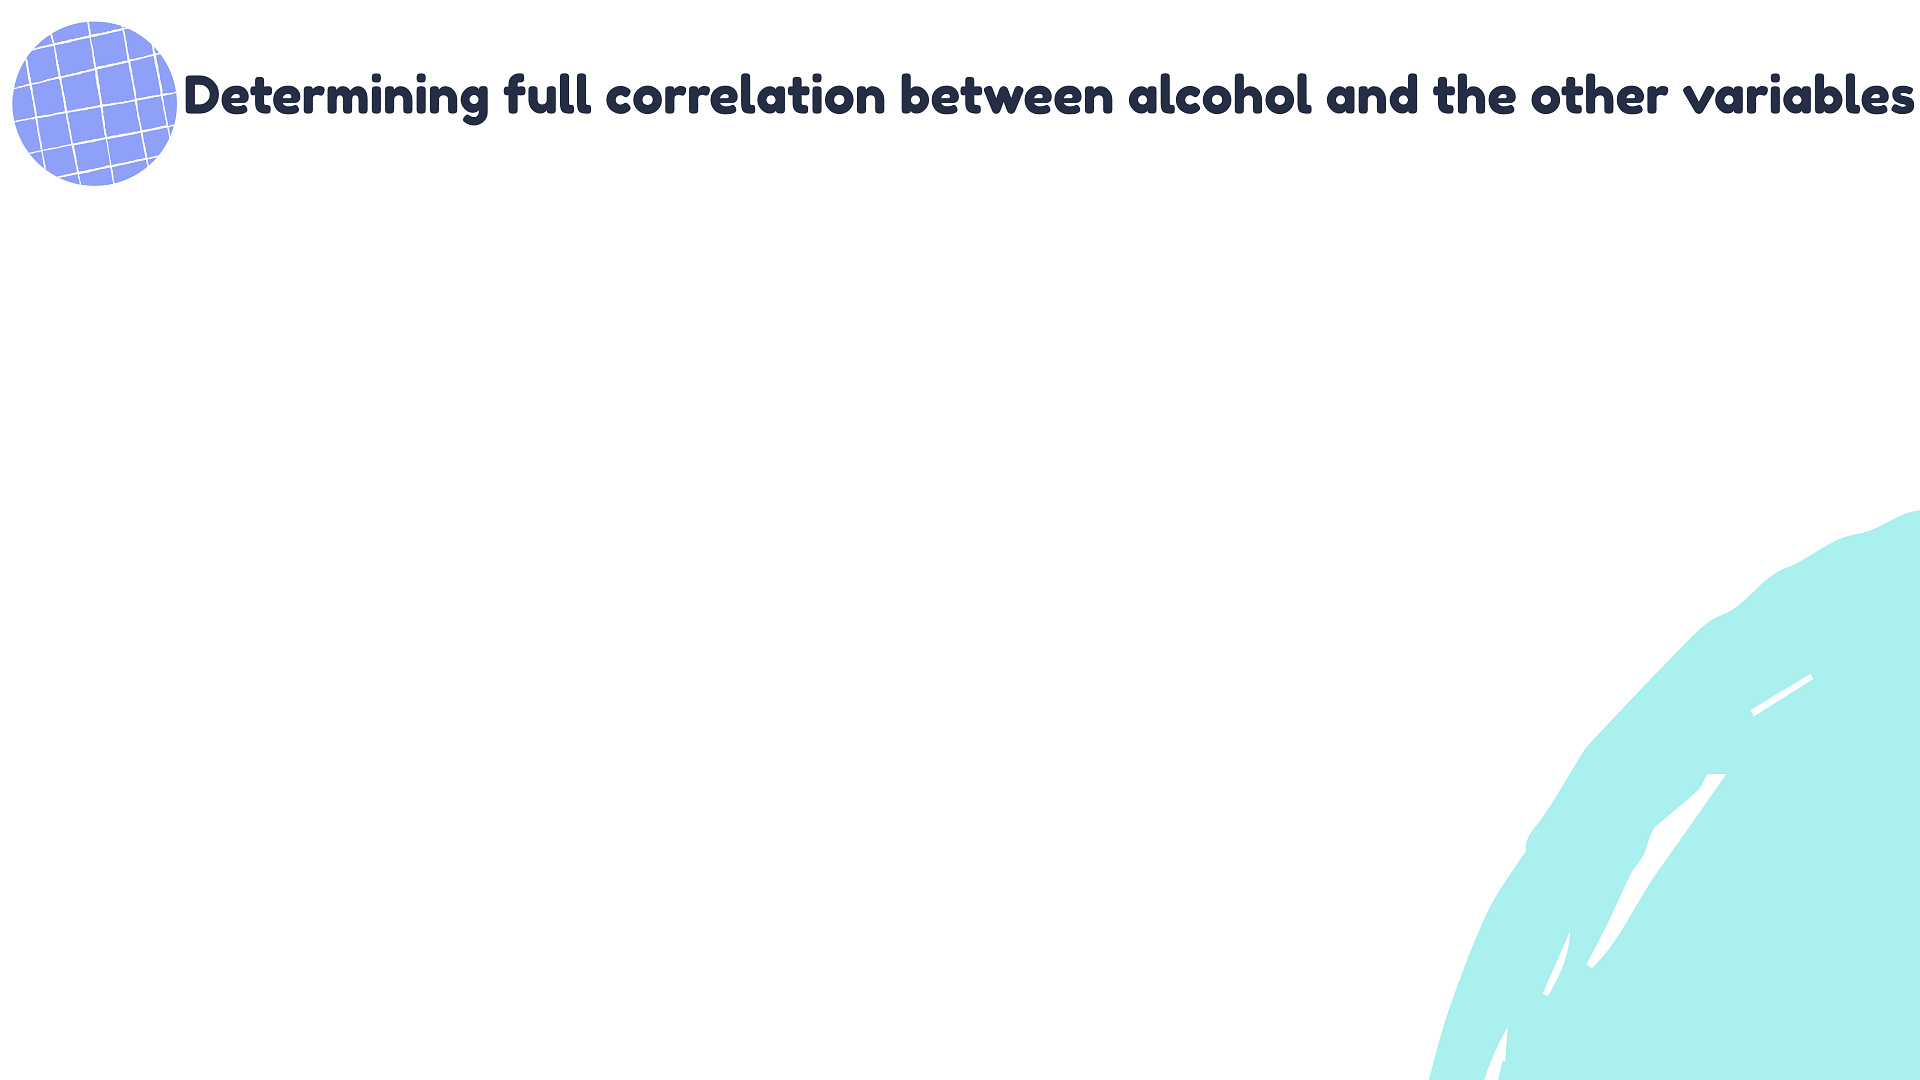 Determining full correlation between alcohol and the other variables